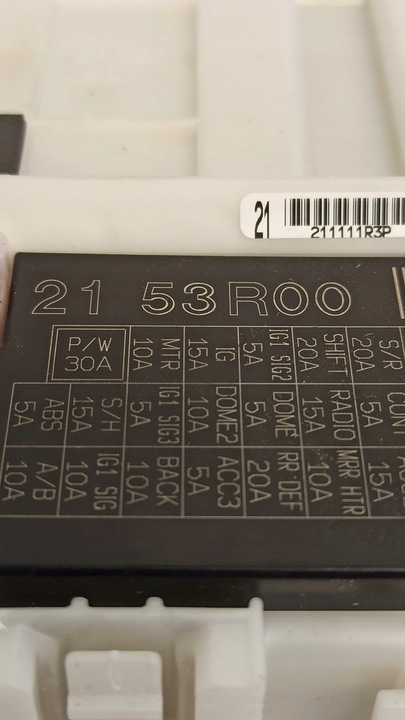 21
211111R3P
21 53R00
P/W
30A
MTR
10A
IG
15A
IG1 SIG2
5A
SHIFT
20A
S/R
20A
ABS
5A
S/H
15A
IG1 SIG3
5A
DOME2
10A
DOME
5A
RADIO
15A
A/B
10A
IG1 SIG
10A
BACK
10A
ACC3
5A
RR DEF
20A
MRR HTR
10A
15A